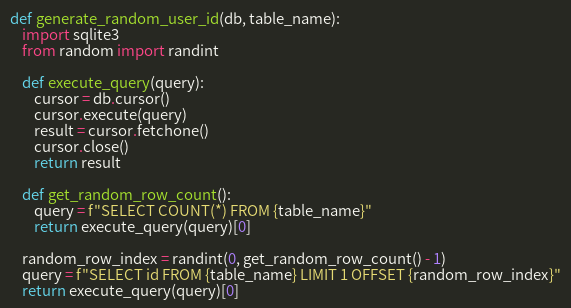 def generate_random_user_id(db, table_name):
    import sqlite3
    from random import randint

    def execute_query(query):
        cursor = db.cursor()
        cursor.execute(query)
        result = cursor.fetchone()
        cursor.close()
        return result

    def get_random_row_count():
        query = f"SELECT COUNT(*) FROM {table_name}"
        return execute_query(query)[0]

    random_row_index = randint(0, get_random_row_count() - 1)
    query = f"SELECT id FROM {table_name} LIMIT 1 OFFSET {random_row_index}"
    return execute_query(query)[0]